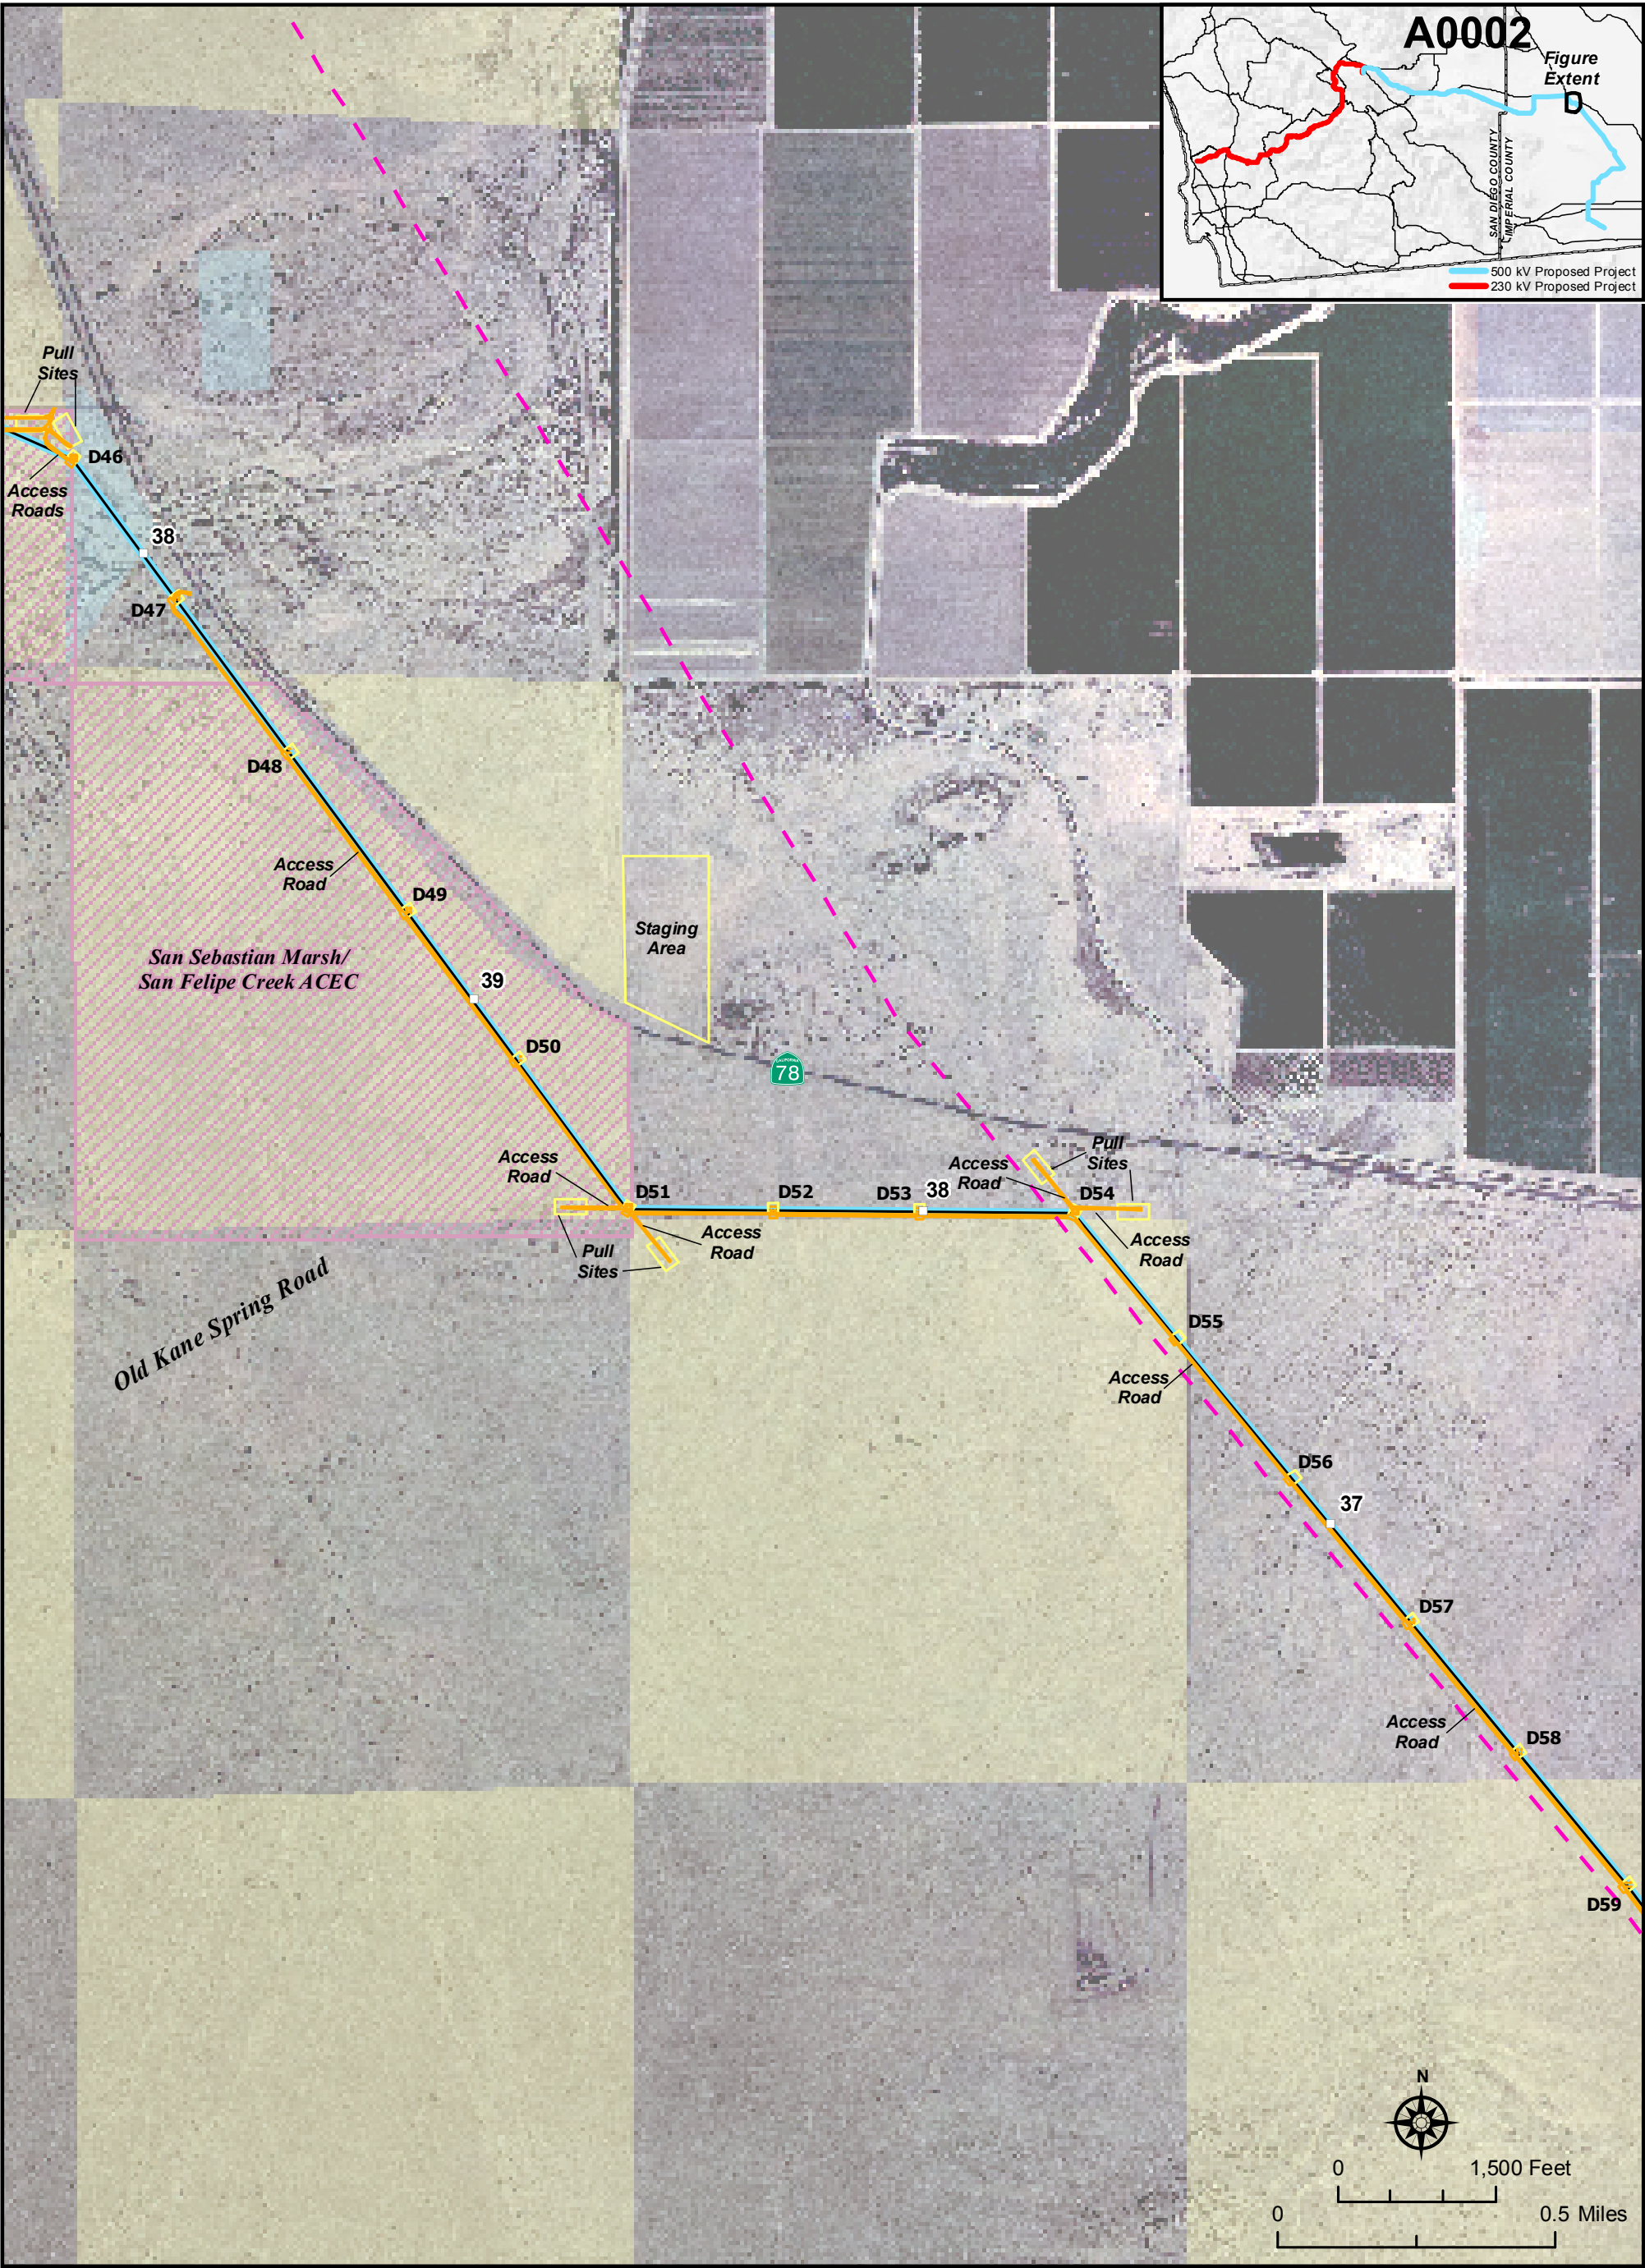 A0002
Figure
Extent
SAN DIEGO COUNTY
IMPERIAL COUNTY
500 kV Proposed Project
230 kV Proposed Project
Pull
Sites
D46
Access
Roads
38
D47
D48
Access
Road
D49
San Sebastian Marsh/
San Felipe Creek ACEC
39
Staging
Area
D50
CALIFORNIA
78
Access
Road
D51
D52
D53
38
Access
Road
Pull
Sites
D54
Access
Road
Pull
Sites
Access
Road
Old Kane Spring Road
D55
Access
Road
D56
37
D57
Access
Road
D58
D59
N
0 1,500 Feet
0 0.5 Miles